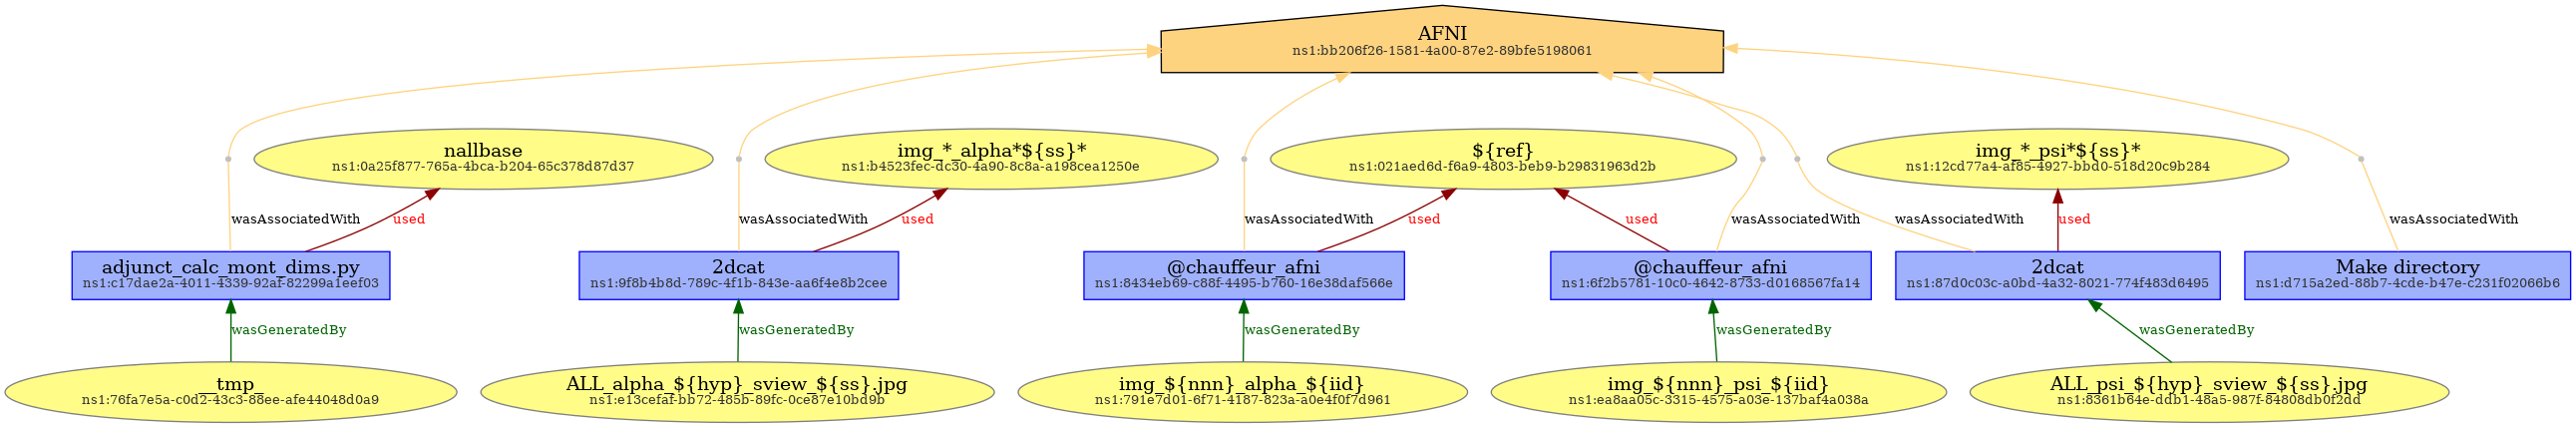 AFNI
ns1:bb206f26-1581-4a00-87e2-89bfe5198061
nallbase
ns1:0a25f877-765a-4bca-b204-65c378d87d37
img_*_alpha*${ss}*
ns1:b4523fec-dc30-4a90-8c8a-a198cea1250e
${ref}
ns1:021aed6d-f6a9-4803-beb9-b29831963d2b
img_*_psi*${ss}*
ns1:12cd77a4-af85-4927-bbd0-518d20c9b284
wasAssociatedWith
used
wasAssociatedWith
used
wasAssociatedWith
used
used
wasAssociatedWith
wasAssociatedWith
used
wasAssociatedWith
adjunct_calc_mont_dims.py
ns1:c17dae2a-4011-4339-92af-82299a1eef03
2dcat
ns1:9f8b4b8d-789c-4f1b-843e-aa6f4e8b2cee
@chauffeur_afni
ns1:8434eb69-c88f-4495-b760-16e38daf566e
@chauffeur_afni
ns1:6f2b5781-10c0-4642-8733-d0168567fa14
2dcat
ns1:87d0c03c-a0bd-4a32-8021-774f483d6495
Make directory
ns1:d715a2ed-88b7-4cde-b47e-c231f02066b6
wasGeneratedBy
wasGeneratedBy
wasGeneratedBy
wasGeneratedBy
wasGeneratedBy
__tmp_
ns1:76fa7e5a-c0d2-43c3-88ee-afe44048d0a9
ALL_alpha_${hyp}_sview_${ss}.jpg
ns1:e13cefaf-bb72-485b-89fc-0ce87e10bd9b
img_${nnn}_alpha_${iid}
ns1:791e7d01-6f71-4187-823a-a0e4f0f7d961
img_${nnn}_psi_${iid}
ns1:ea8aa05c-3315-4575-a03e-137baf4a038a
ALL_psi_${hyp}_sview_${ss}.jpg
ns1:8361b64e-ddb1-48a5-987f-84808db0f2dd